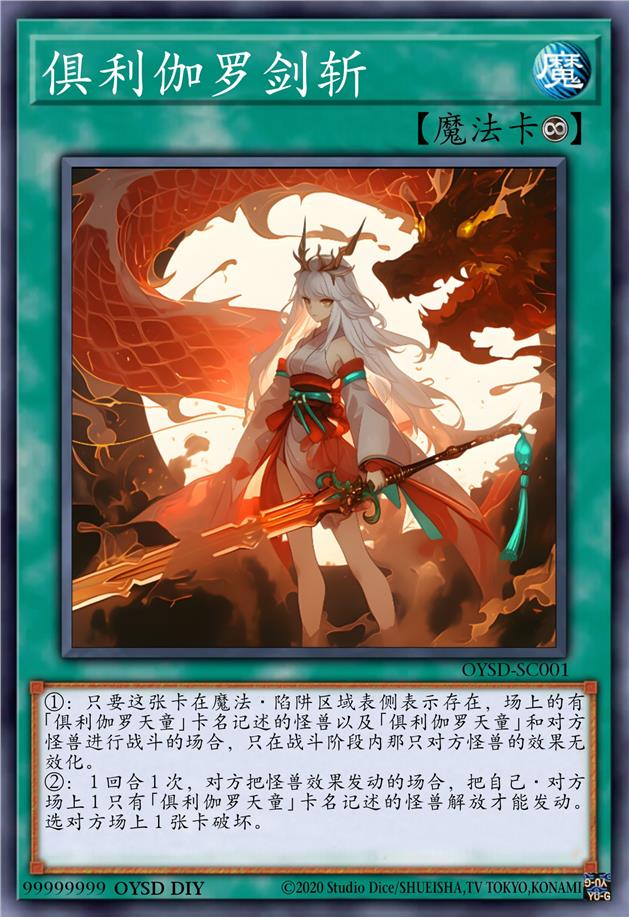 俱利伽罗剑斩
魔
【魔法卡♾】
OYSD-SC001
①：只要这张卡在魔法·陷阱区域表侧表示存在，场上的有
「俱利伽罗天童」卡名记述的怪兽以及「俱利伽罗天童」和对方
怪兽进行战斗的场合，只在战斗阶段内那只对方怪兽的效果无
效化。
②：１回合１次，对方把怪兽效果发动的场合，把自己·对方
场上１只有「俱利伽罗天童」卡名记述的怪兽解放才能发动。
选对方场上１张卡破坏。
99999999 OYSD DIY
©2020 Studio Dice/SHUEISHA,TV TOKYO,KONAMI
YU-G